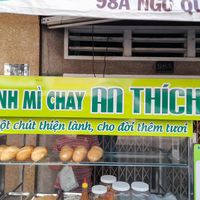 98A NGÔ QU
NH MÌ CHAY AN THÍCH
ột chút thiện lành, cho đời thêm tươi